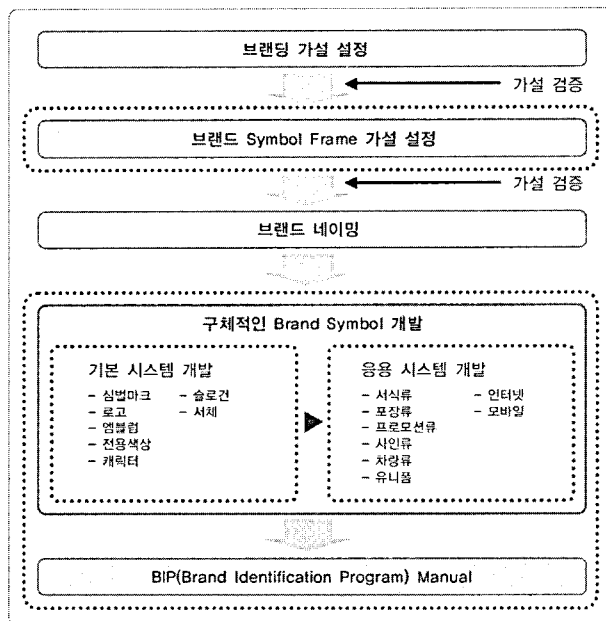 브랜딩 가설 설정
가설 검증
브랜드 Symbol Frame 가설 설정
가설 검증
브랜드 네이밍
구체적인 Brand Symbol 개발
기본 시스템 개발
- 심벌마크
- 로고
- 엠블럼
- 전용색상
- 캐릭터
- 슬로건
- 서체
응용 시스템 개발
- 서식류
- 포장류
- 프로모션류
- 사인류
- 차량류
- 유니폼
- 인터넷
- 모바일
BIP(Brand Identification Program) Manual